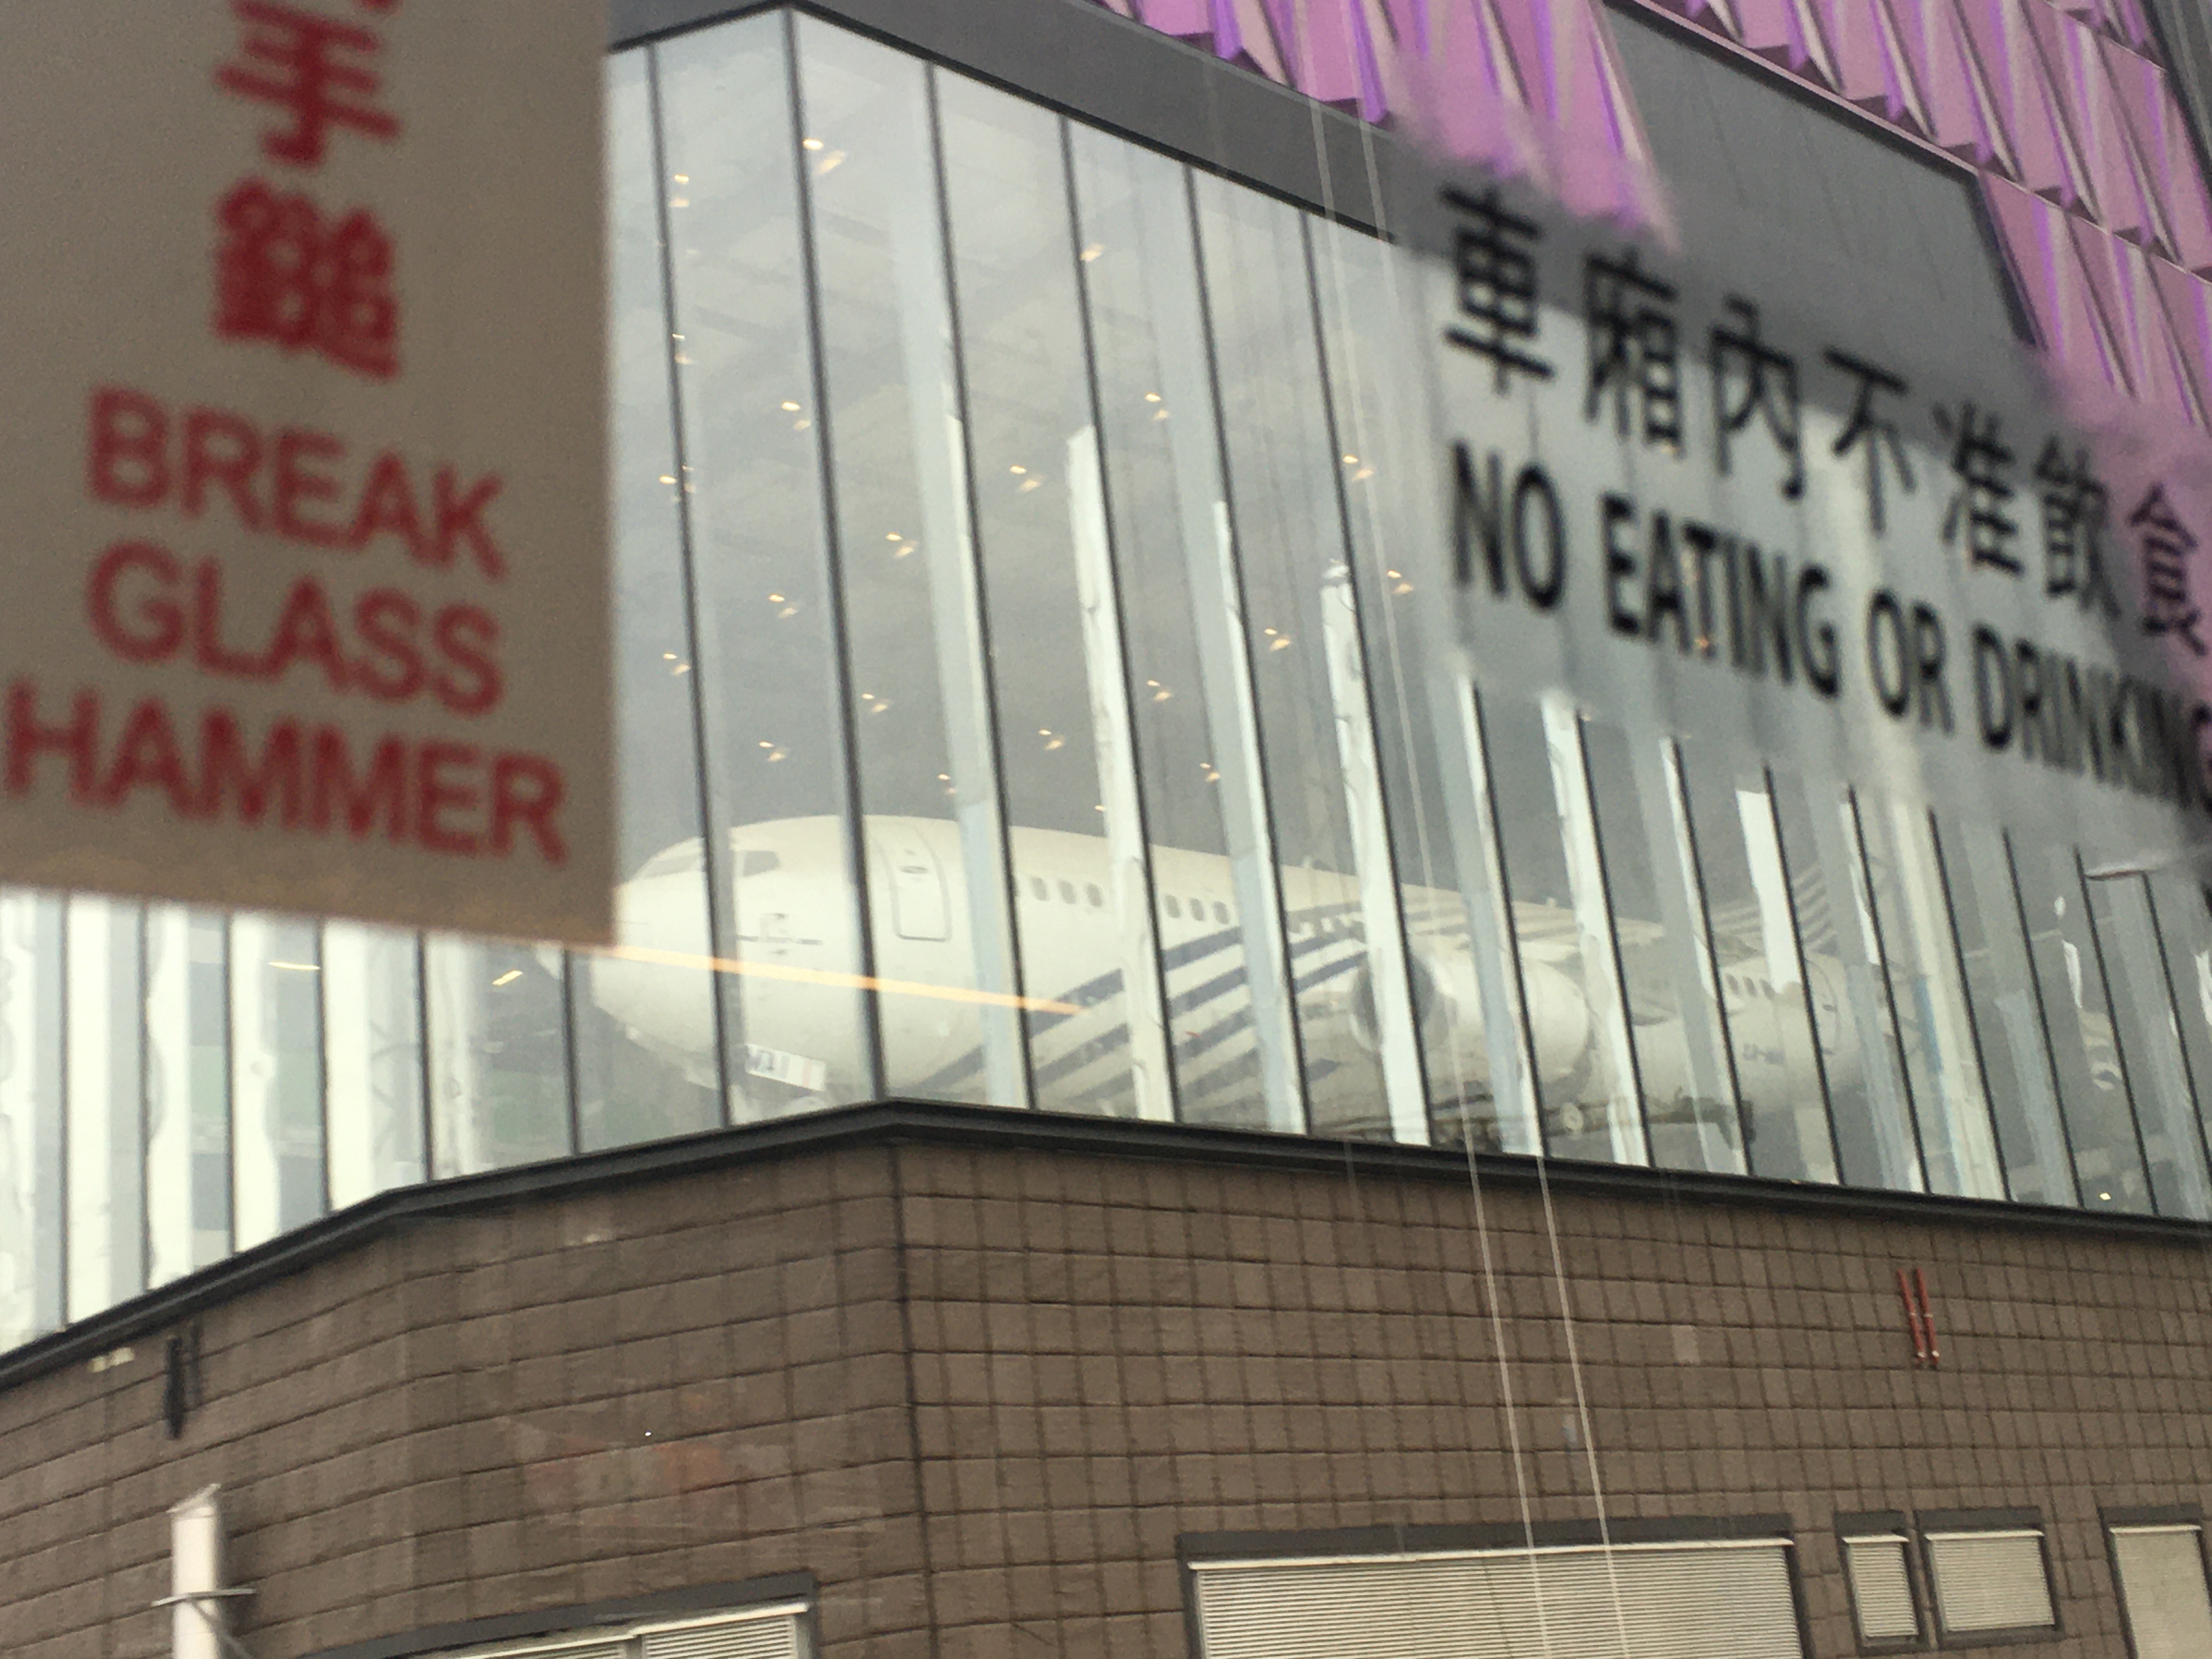 手
鎚
BREAK
GLASS
HAMMER
車廂內不准飲食
NO EATING OR DRINKING